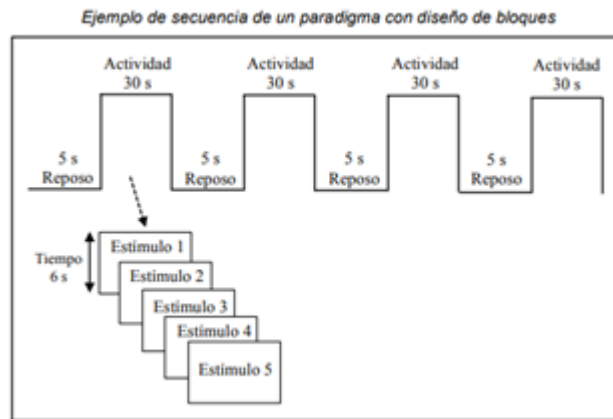 Ejemplo de secuencia de un paradigma con diseño de bloques
Actividad
30 s
Actividad
30 s
Actividad
30 s
Actividad
30 s
5 s
Reposo
5 s
Reposo
5 s
Reposo
5 s
Reposo
Tiempo
6 s
Estímulo 1
Estímulo 2
Estímulo 3
Estímulo 4
Estímulo 5